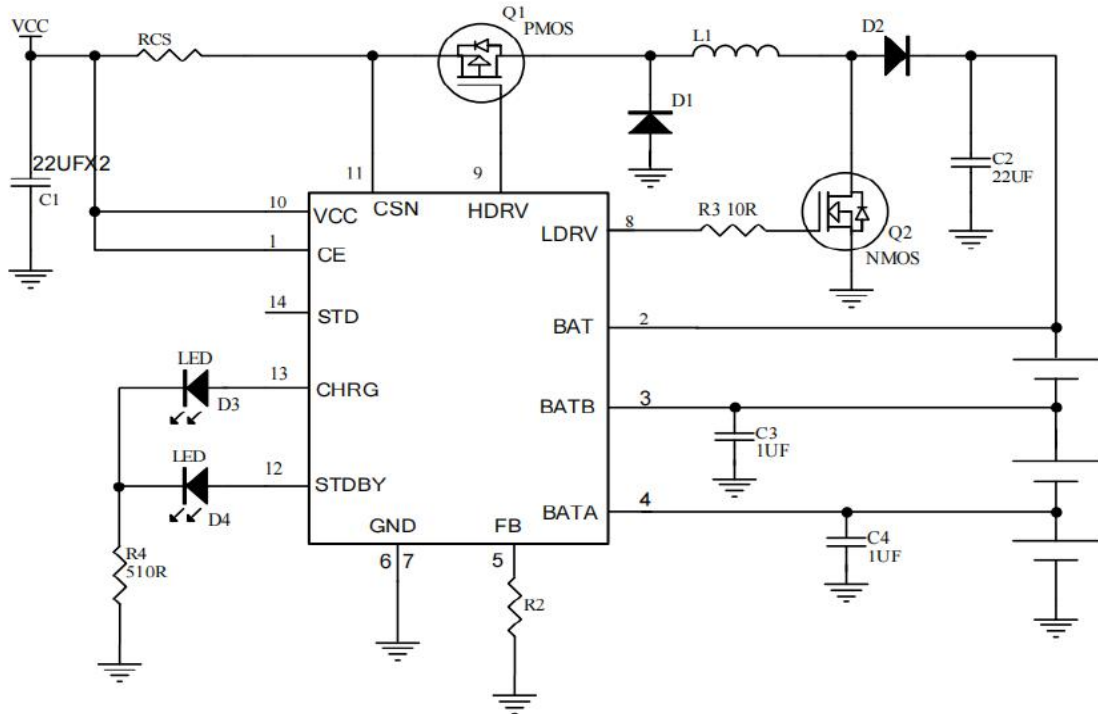 VCC
RCS
Q1
PMOS
L1
D2
D1
22UFX2
C1
C2
22UF
11
9
10
VCC
CSN
HDRV
LDRV
8
R3 10R
Q2
NMOS
1
CE
14
STD
BAT
2
LED
13
CHRG
D3
BATB
3
C3
1UF
LED
12
STDBY
D4
BATA
4
C4
1UF
GND
FB
R4
510R
6 7
5
R2